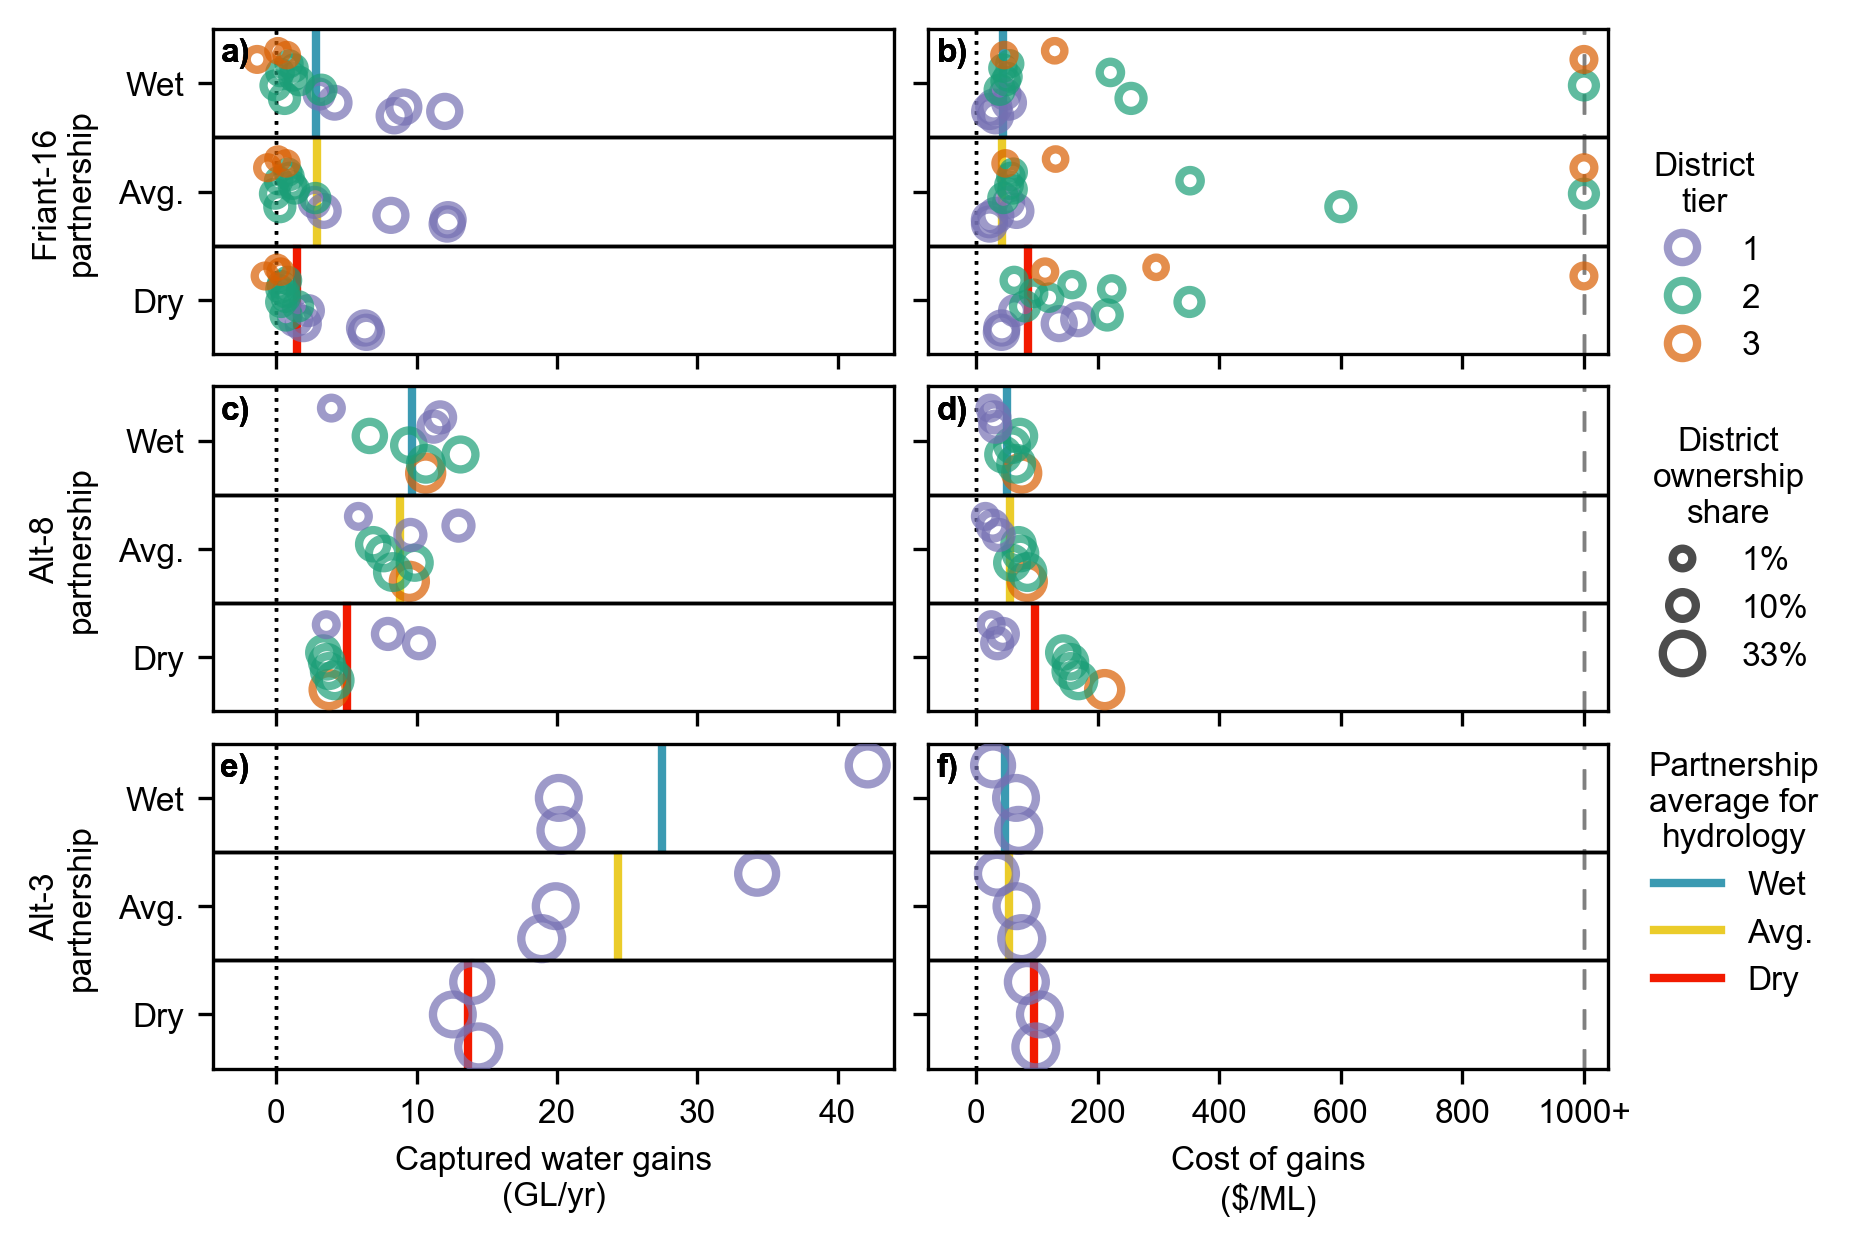 a)
b)
Friant-16
partnership
Wet
Avg.
Dry
c)
d)
Alt-8
partnership
Wet
Avg.
Dry
e)
f)
Alt-3
partnership
Wet
Avg.
Dry
0 10 20 30 40
Captured water gains
(GL/yr)
0 200 400 600 800 1000+
Cost of gains
($/ML)
District
tier
1
2
3
District
ownership
share
1%
10%
33%
Partnership
average for
hydrology
Wet
Avg.
Dry